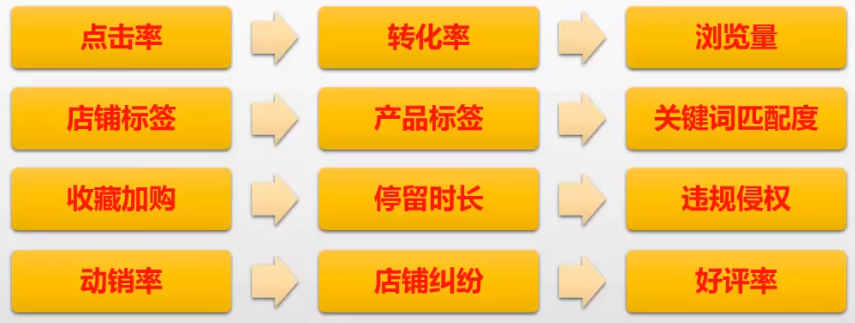 点击率
转化率
浏览量
店铺标签
产品标签
关键词匹配度
收藏加购
停留时长
违规侵权
动销率
店铺纠纷
好评率